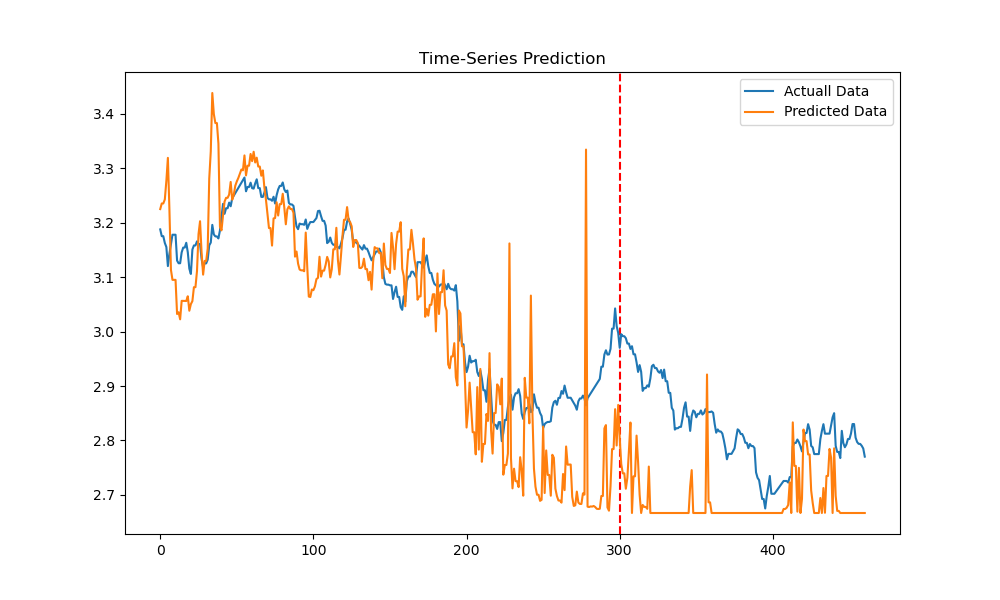 Time-Series Prediction
Actuall Data
Predicted Data
3.4
3.3
3.2
3.1
3.0
2.9
2.8
2.7
0 100 200 300 400